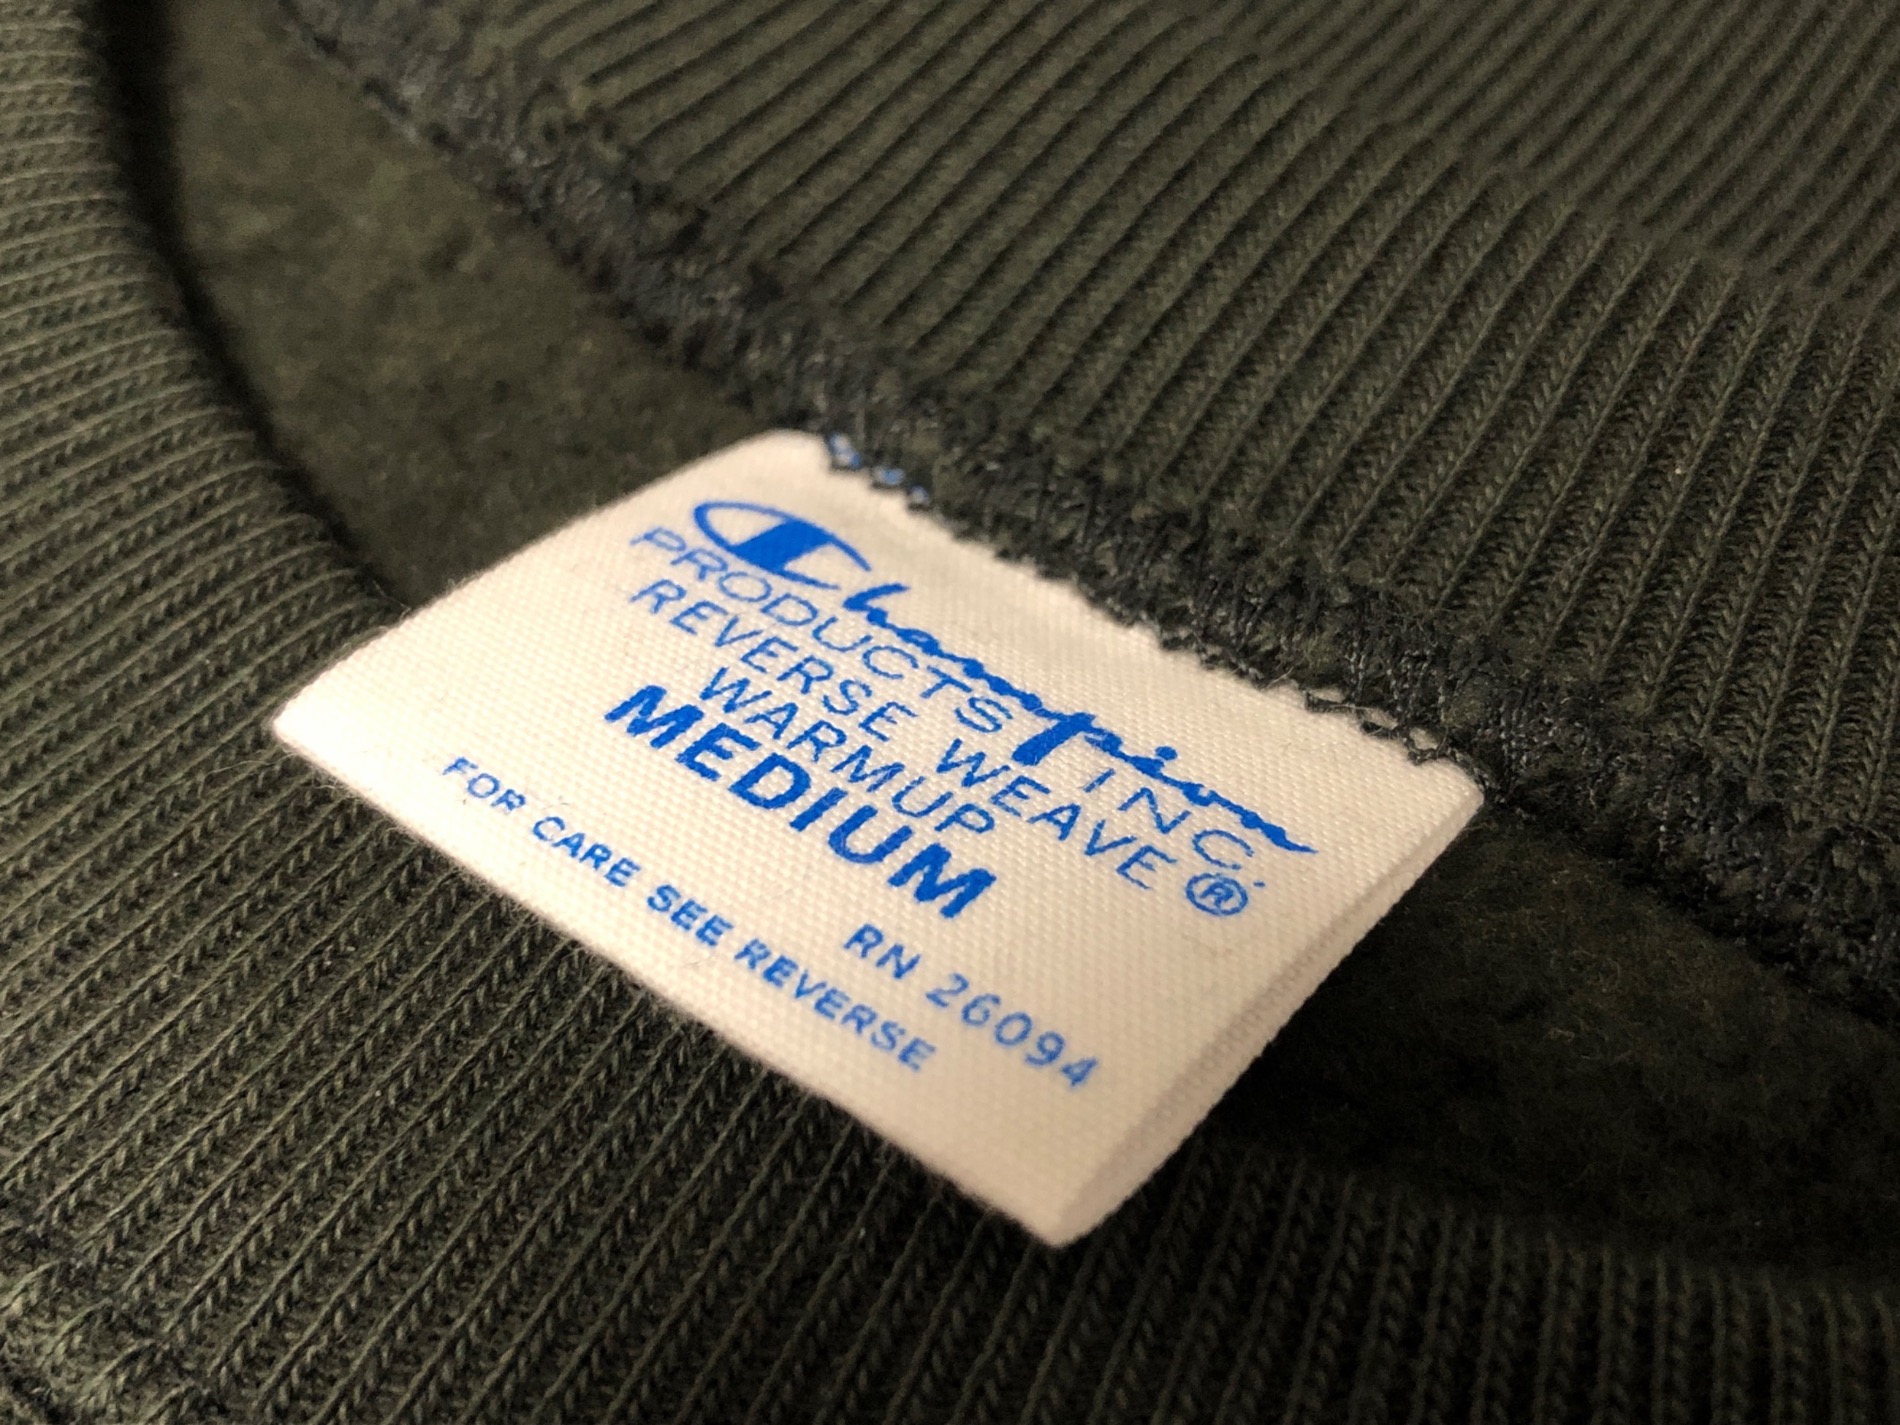 Champion
PRODUCTS INC.
REVERSE WEAVE ®
WARMUP
MEDIUM
RN 26094
FOR CARE SEE REVERSE